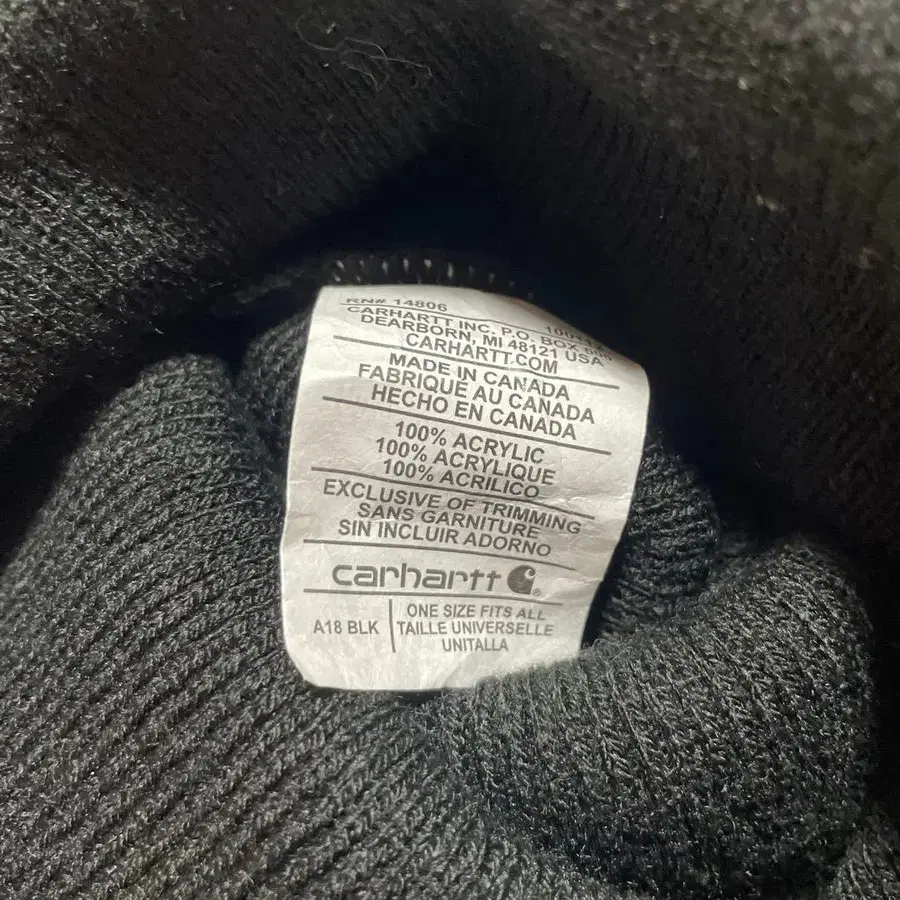 RN# 14806
CARHARTT INC. P.O. BOX
DEARBORN, MI 48121 USA
CARHARTT.COM
MADE IN CANADA
FABRIQUE AU CANADA
HECHO EN CANADA
100% ACRYLIC
100% ACRYLIQUE
100% ACRILICO
EXCLUSIVE OF TRIMMING
SANS GARNITURE
SIN INCLUIR ADORNO
carhartt
A18 BLK
ONE SIZE FITS ALL
TAILLE UNIVERSELLE
UNITALLA